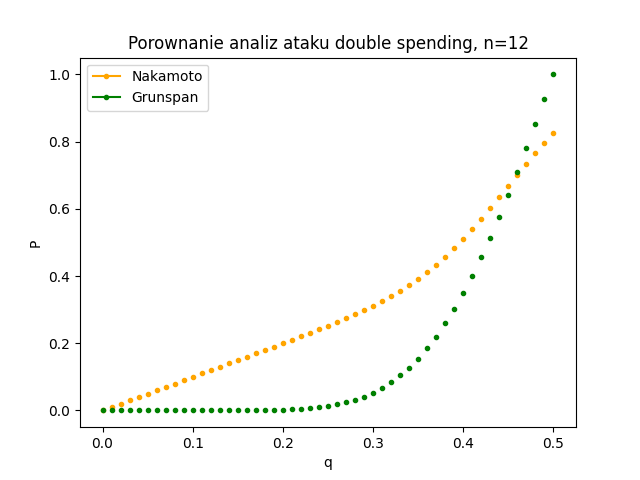 Porownanie analiz ataku double spending, n=12
Nakamoto
Grunspan
1.0
0.8
0.6
0.4
0.2
0.0
P
0.0 0.1 0.2 0.3 0.4 0.5
q